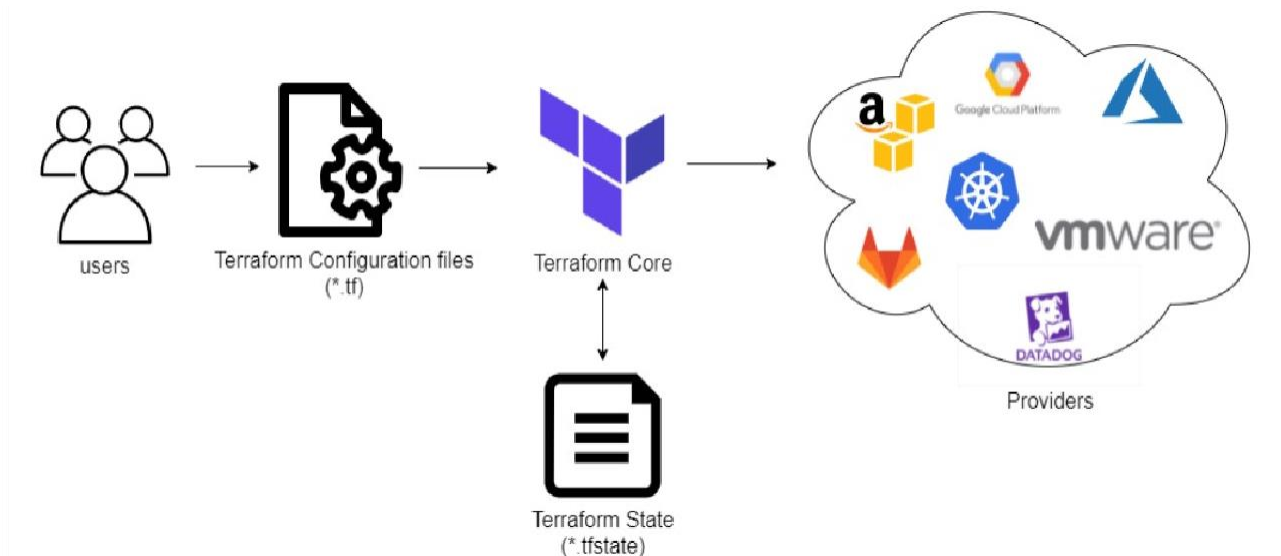 users
Terraform Configuration files
(*.tf)
Terraform Core
Terraform State
(*.tfstate)
a
Google Cloud Platform
vmware®
DATADOG
Providers